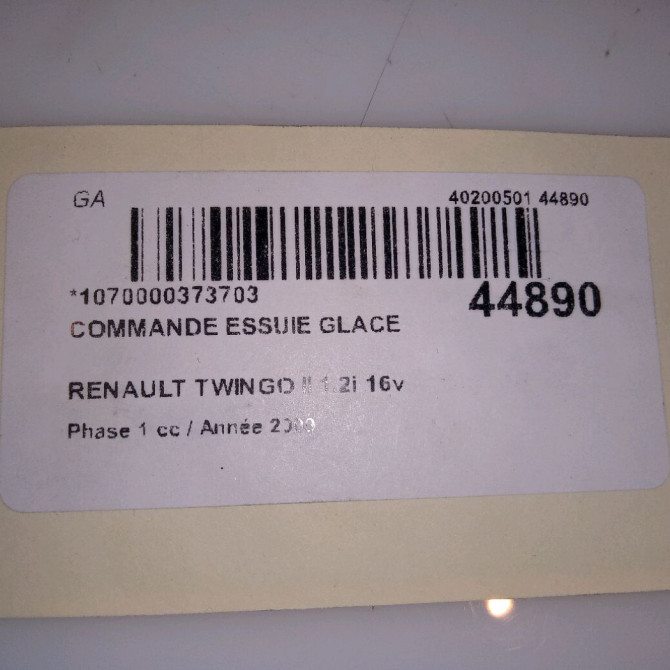 GA 40200501 44890
*1070000373703 44890
COMMANDE ESSUIE GLACE
RENAULT TWINGO II 1.2i 16v
Phase 1 cc / Année